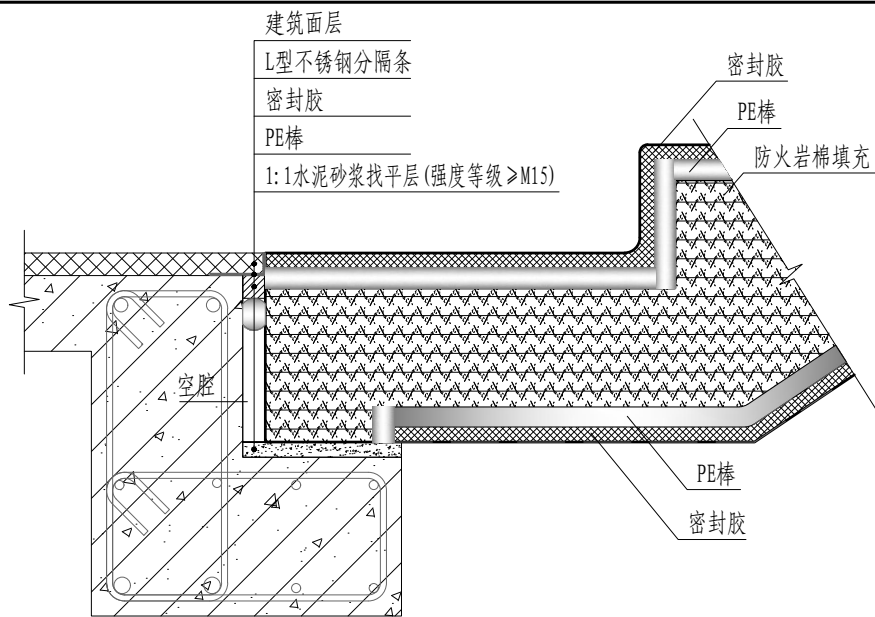 建筑面层
L型不锈钢分隔条
密封胶
PE棒
1:1水泥砂浆找平层(强度等级≥M15)
密封胶
PE棒
防火岩棉填充
空腔
PE棒
密封胶